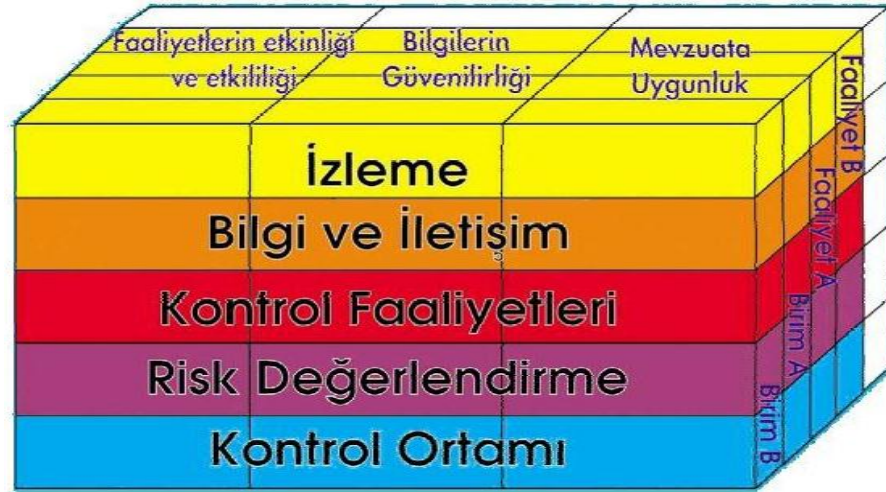 Faaliyetlerin etkinliği
ve etkililiği
Bilgilerin
Güvenilirliği
Mevzuata
Uygunluk
İzleme
Bilgi ve İletişim
Kontrol Faaliyetleri
Risk Değerlendirme
Kontrol Ortamı
Birim B
Birim A
Faaliyet A
Faaliyet B